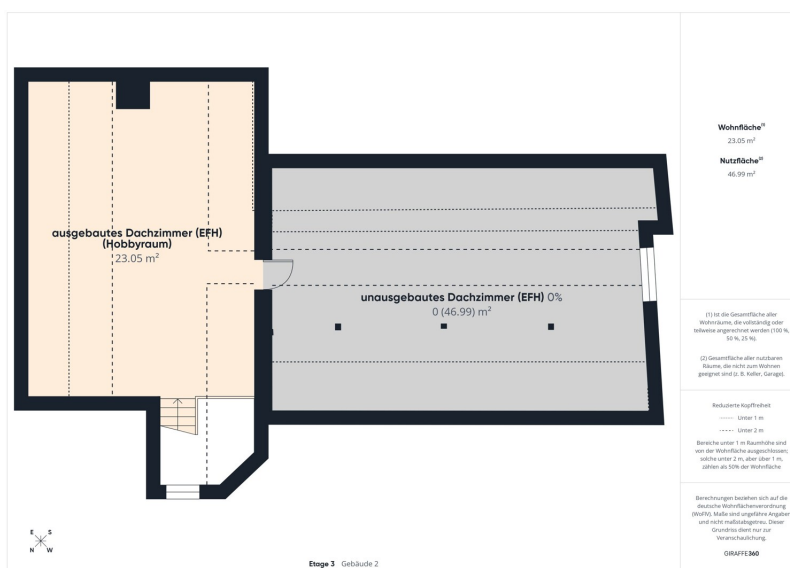 ausgebautes Dachzimmer (EFH)
(Hobbyraum)
23.05 m²
unausgebautes Dachzimmer (EFH) 0%
0 (46.99) m²
Wohnfläche⁽¹⁾
23.05 m²
Nutzfläche⁽²⁾
46.99 m²
(1) Ist die Gesamtfläche aller
Wohnräume, die vollständig oder
teilweise angerechnet werden (100 %,
50 %, 25 %).
(2) Gesamtfläche aller nutzbaren
Räume, die nicht zum Wohnen
geeignet sind (z. B. Keller, Garage).
Reduzierte Kopffreiheit
Unter 1 m
Unter 2 m
Bereiche unter 1 m Raumhöhe sind
von der Wohnfläche ausgeschlossen;
solche unter 2 m, aber über 1 m,
zählen als 50% der Wohnfläche
Berechnungen beziehen sich auf die
deutsche Wohnflächenverordnung
(WoFlV). Maße sind ungefähre Angaben
und nicht maßstabsgetreu. Dieser
Grundriss dient nur zur
Veranschaulichung.
GIRAFFE360
E S
N W
Etage 3 Gebäude 2